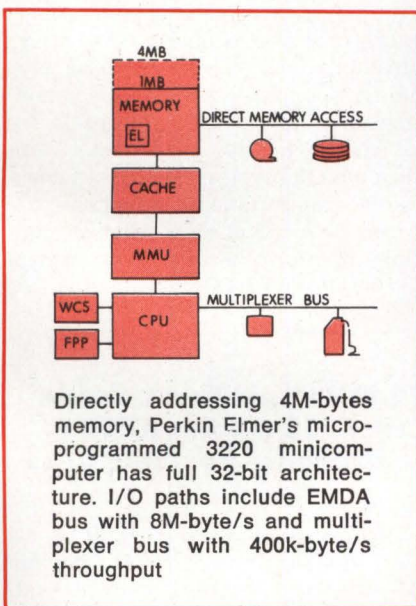 4MB
1MB
MEMORY
EL
DIRECT MEMORY ACCESS
CACHE
MMU
WCS
CPU
FPP
MULTIPLEXER BUS
Directly addressing 4M-bytes
memory, Perkin Elmer's micro-
programmed 3220 minicom-
puter has full 32-bit architec-
ture. I/O paths include EMDA
bus with 8M-byte/s and multi-
plexer bus with 400k-byte/s
throughput